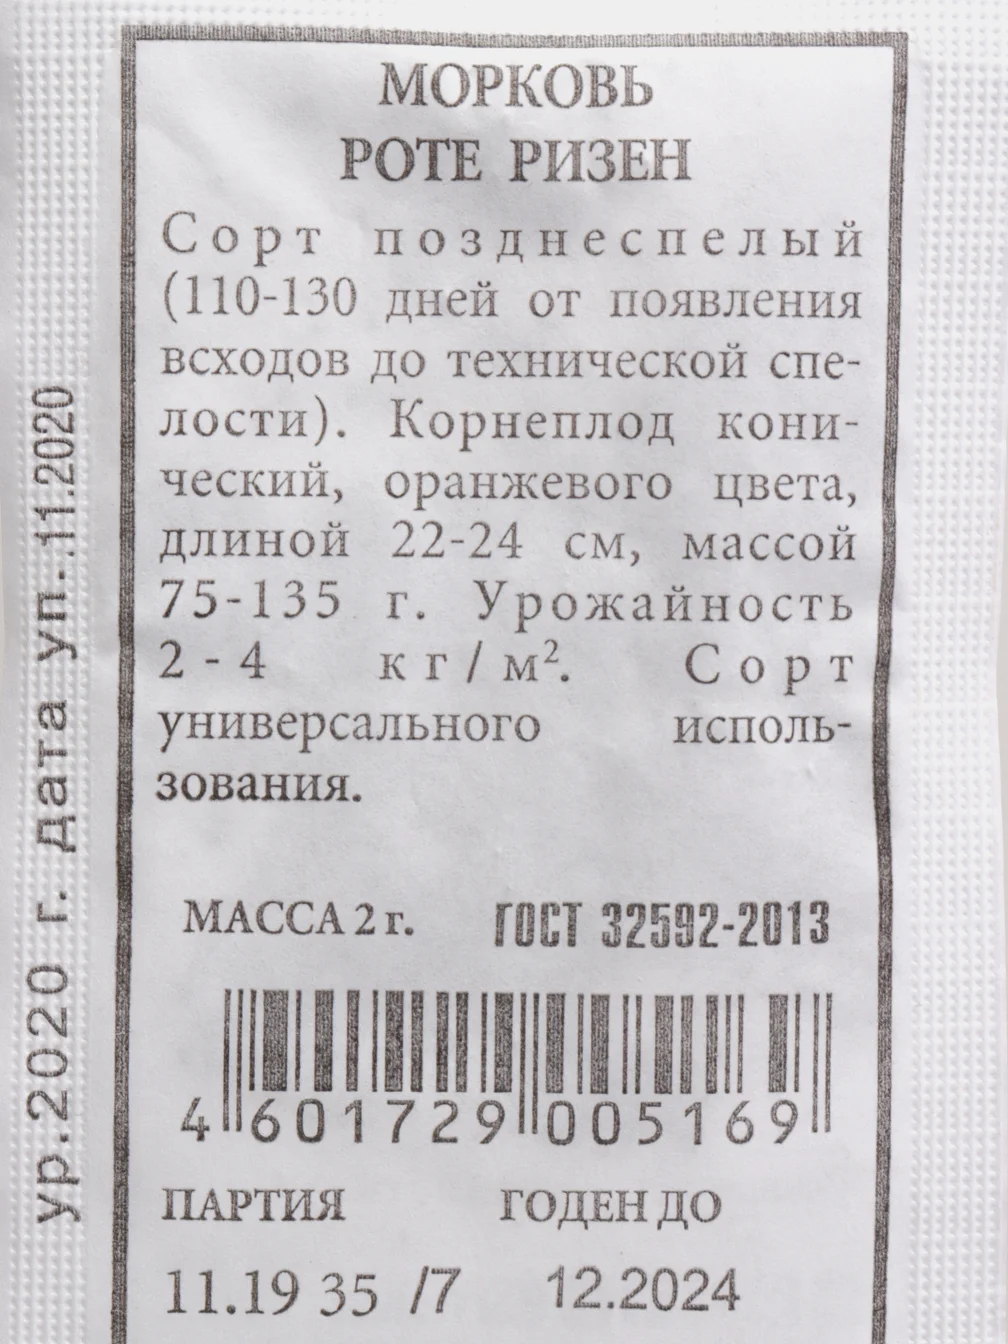 МОРКОВЬ
РОТЕ РИЗЕН
Сорт позднеспелый
(110-130 дней от появления
всходов до технической спе-
лости). Корнеплод кони-
ческий, оранжевого цвета,
длиной 22-24 см, массой
75-135 г. Урожайность
2-4 кг/м². Сорт
универсального исполь-
зования.
МАССА 2 г. ГОСТ 32592-2013
4 601729 005169
ПАРТИЯ ГОДЕН ДО
11.19 35 /7 12.2024
ур.2020 г. дата уп.11.2020